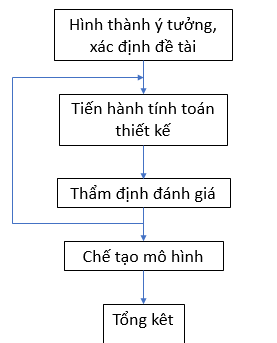 Hình thành ý tưởng,
xác định đề tài
Tiến hành tính toán
thiết kế
Thẩm định đánh giá
Chế tạo mô hình
Tổng kêt